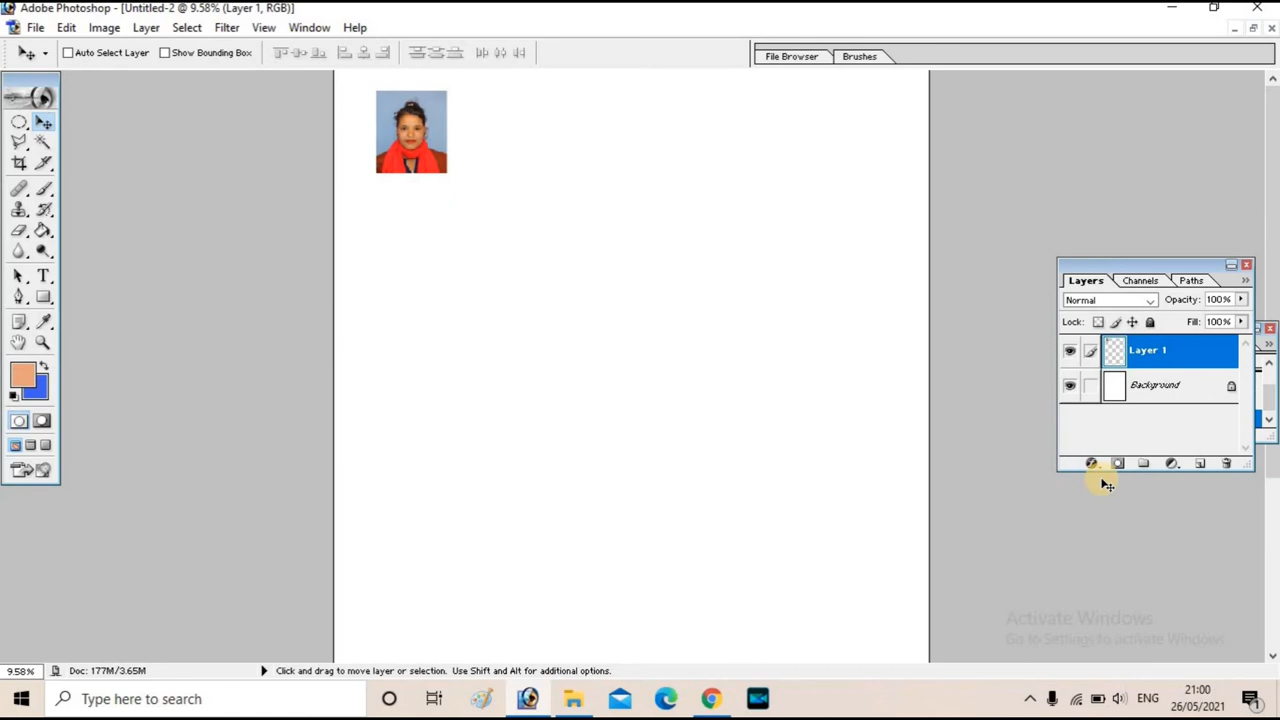 Adobe Photoshop - [Untitled-2 @ 9.58% (Layer 1, RGB)]
File Edit Image Layer Select Filter View Window Help
Auto Select Layer Show Bounding Box File Browser Brushes
Layers Channels Paths
Normal Opacity: 100%
Lock: Fill: 100%
Layer 1
Background
Activate Windows
Go to Settings to activate Windows
9.58% Doc: 177M/3.65M Click and drag to move layer or selection. Use Shift and Alt for additional options.
Type here to search
ENG
21:00
26/05/2021
1